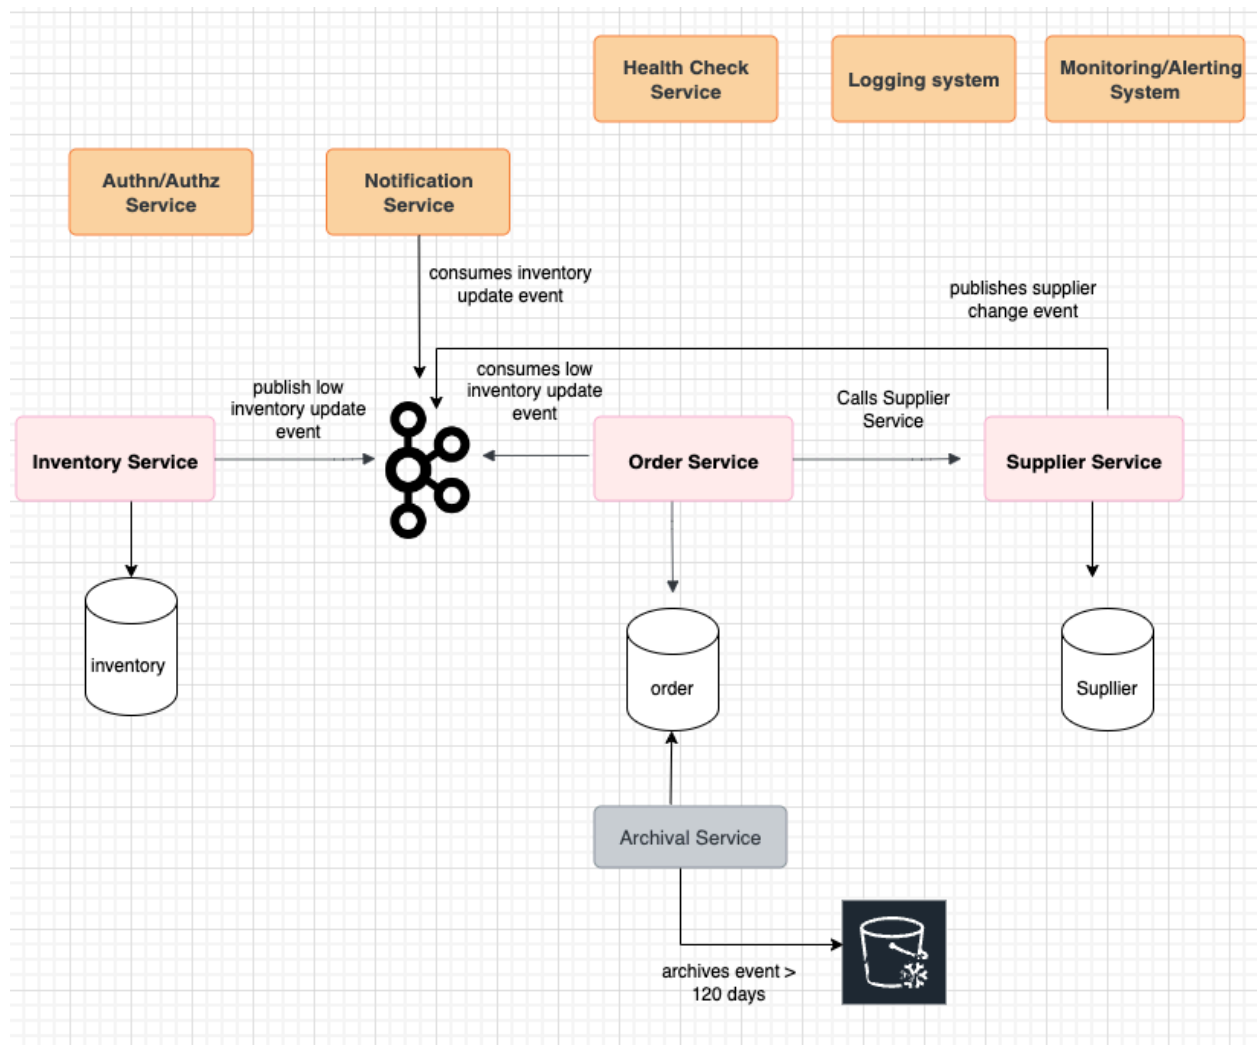 Health Check
Service
Logging system
Monitoring/Alerting
System
Authn/Authz
Service
Notification
Service
consumes inventory
update event
publishes supplier
change event
publish low
inventory update
event
consumes low
inventory update
event
Calls Supplier
Service
Inventory Service
Order Service
Supplier Service
inventory
order
Supllier
Archival Service
archives event >
120 days